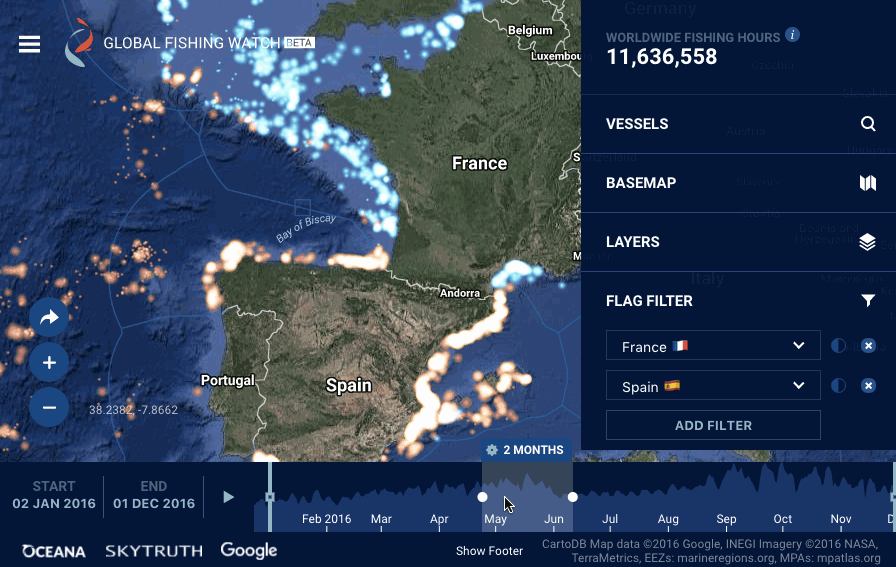 GLOBAL FISHING WATCH BETA
Belgium
Luxembou
France
Bay of Biscay
Andorra
Portugal
Spain
38.2382, -7.8662
Germany
Italy
WORLDWIDE FISHING HOURS i
11,636,558
VESSELS
BASEMAP
LAYERS
FLAG FILTER
France
Spain
ADD FILTER
2 MONTHS
START
02 JAN 2016
END
01 DEC 2016
Feb 2016 Mar Apr May Jun Jul Aug Sep Oct Nov D
OCEANA SKYTRUTH Google
Show Footer
CartoDB Map data ©2016 Google, INEGI Imagery ©2016 NASA,
TerraMetrics, EEZs: marineregions.org, MPAs: mpatlas.org